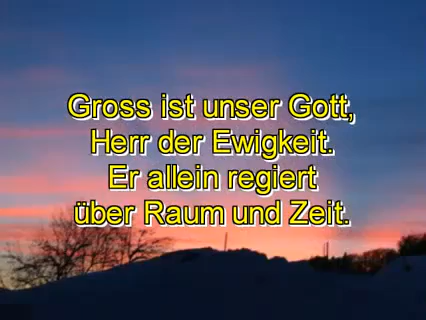 Gross ist unser Gott,
Herr der Ewigkeit.
Er allein regiert
über Raum und Zeit.